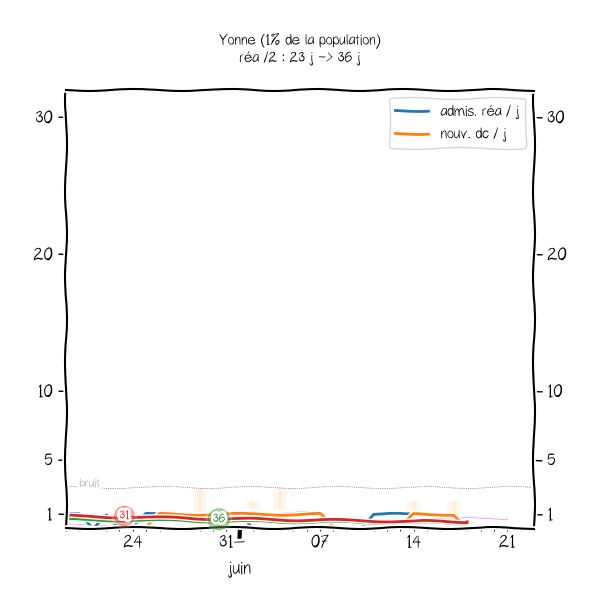 Yonne (1% de la population)
réa /2 : 23 j -> 36 j
admis. réa / j
nouv. dc / j
30
30
20
20
10
10
5
5
bruit
1
31
36
1
24
31
07
14
21
juin